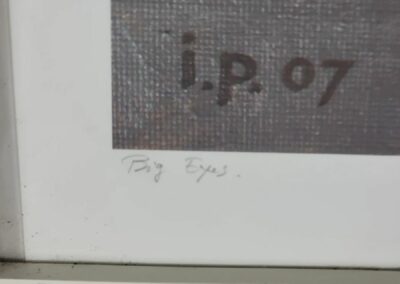 i.p. 07
Big Eyes.